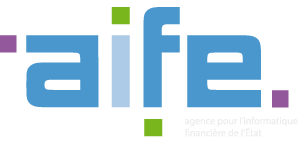 aife.
agence pour l'Informatique
financière de l'État